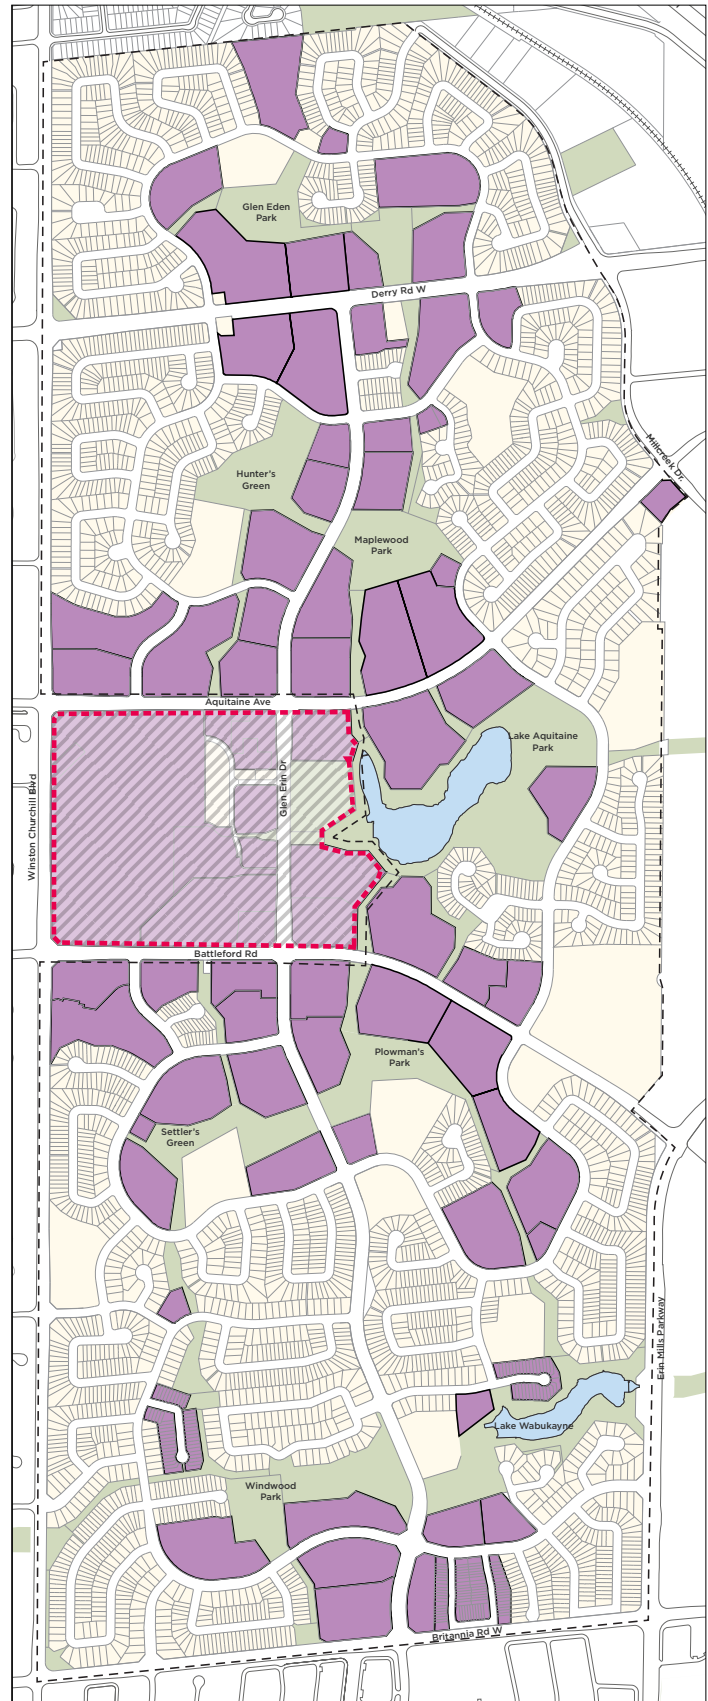 Glen Eden
Park
Derry Rd W
Millcreek Dr.
Hunter's
Green
Maplewood
Park
Aquitaine Ave
Lake Aquitaine
Park
Glen Erin Dr
Winston Churchill Blvd
Battleford Rd
Plowman's
Park
Settler's
Green
Erin Mills Parkway
Lake Wabukayne
Windwood
Park
Britannia Rd W